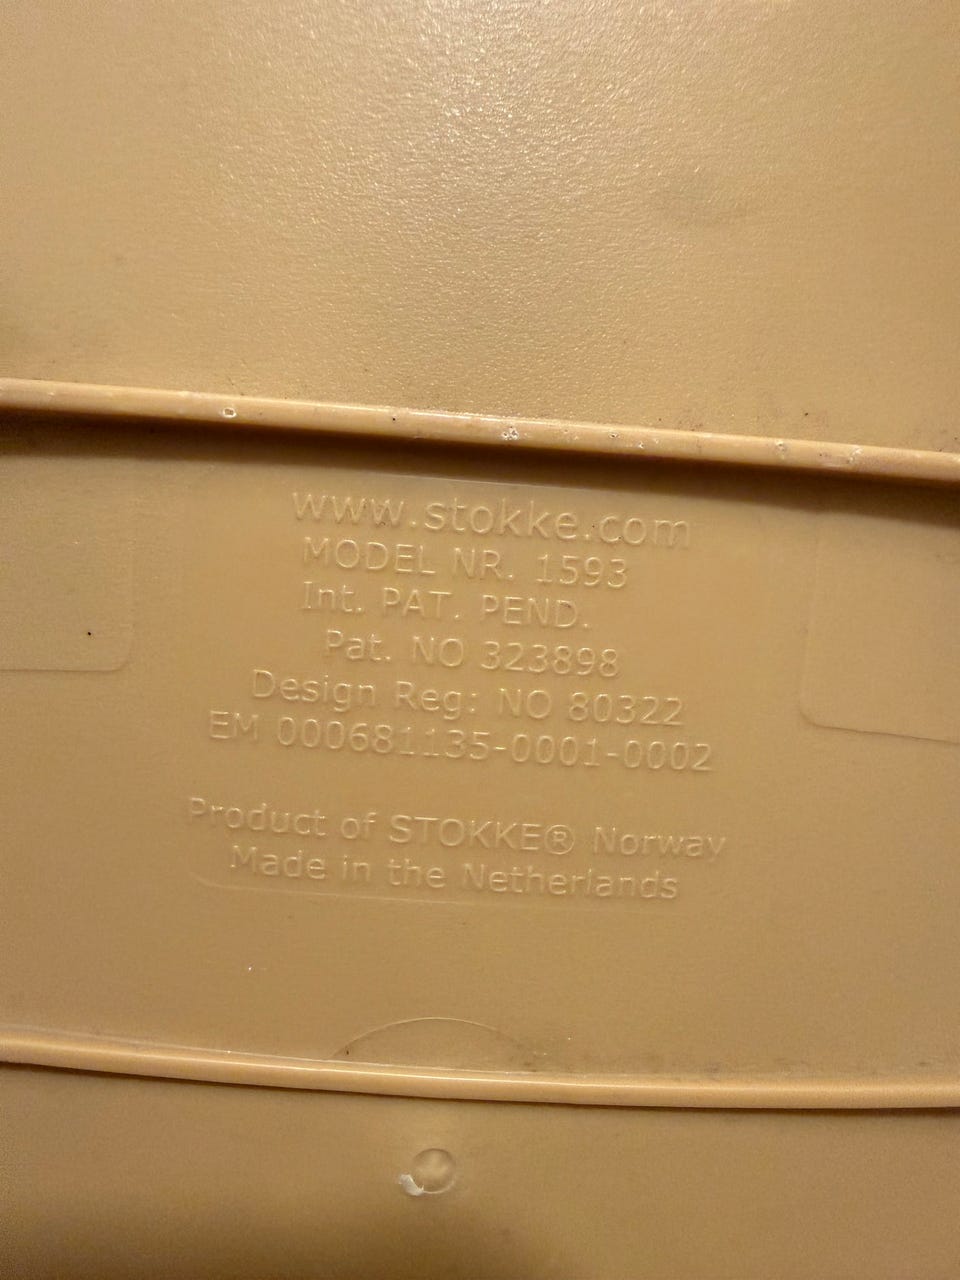 www.stokke.com
MODEL NR. 1593
Int. PAT. PEND.
Pat. NO 323898
Design Reg: NO 80322
EM 000681135-0001-0002
Product of STOKKE® Norway
Made in the Netherlands